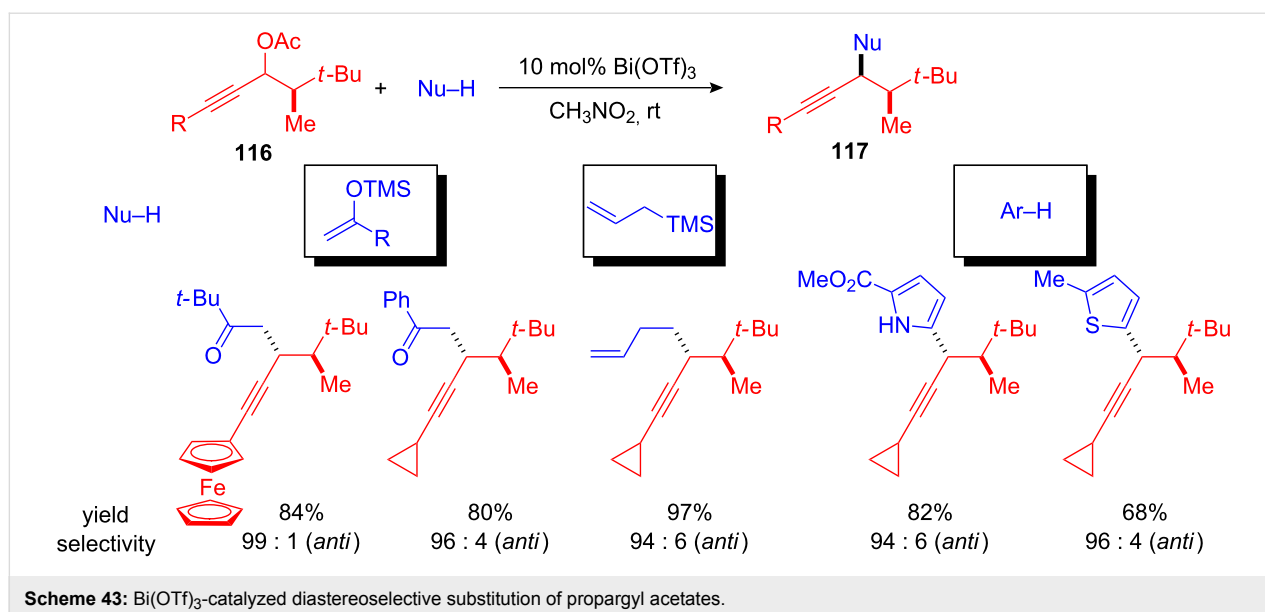 OAc
t-Bu
R
Me
116
+
Nu–H
10 mol% Bi(OTf)3
CH3NO2, rt
Nu
t-Bu
R
Me
117
Nu–H
OTMS
R
TMS
Ar–H
t-Bu
O
t-Bu
Me
Fe
Ph
O
t-Bu
Me
t-Bu
Me
MeO2C
HN
t-Bu
Me
Me
S
t-Bu
Me
yield 84% 80% 97% 82% 68%
selectivity 99 : 1 (anti) 96 : 4 (anti) 94 : 6 (anti) 94 : 6 (anti) 96 : 4 (anti)
Scheme 43: Bi(OTf)3-catalyzed diastereoselective substitution of propargyl acetates.